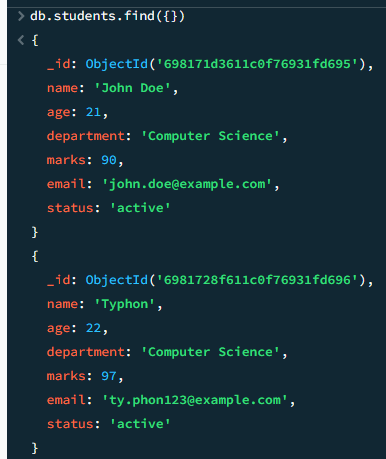 > db.students.find({})
< {
_id: ObjectId('698171d3611c0f76931fd695'),
name: 'John Doe',
age: 21,
department: 'Computer Science',
marks: 90,
email: 'john.doe@example.com',
status: 'active'
}
{
_id: ObjectId('6981728f611c0f76931fd696'),
name: 'Typhon',
age: 22,
department: 'Computer Science',
marks: 97,
email: 'ty.phon123@example.com',
status: 'active'
}